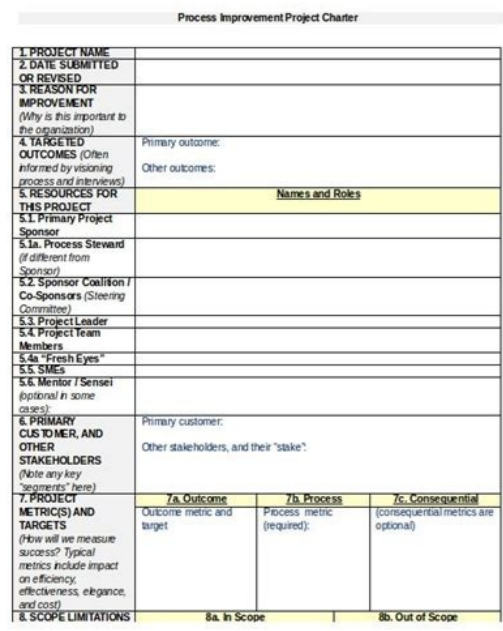 Process Improvement Project Charter
1. PROJECT NAME
2. DATE SUBMITTED
OR REVISED
3. REASON FOR
IMPROVEMENT
(Why is this important to
the organization)
4. TARGETED
OUTCOMES (Often
informed by visioning
process and interviews)
Primary outcome:
Other outcomes:
5. RESOURCES FOR
THIS PROJECT
Names and Roles
5.1. Primary Project
Sponsor
5.1a. Process Steward
(if different from
Sponsor)
5.2. Sponsor Coalition /
Co-Sponsors (Steering
Committee)
5.3. Project Leader
5.4. Project Team
Members
5.4a "Fresh Eyes"
5.5. SMEs
5.6. Mentor / Sensei
(optional in some
cases):
6. PRIMARY
CUSTOMER, AND
OTHER
STAKEHOLDERS
(Note any key
"segments" here)
Primary customer:
Other stakeholders, and their "stake":
7. PROJECT
METRIC(S) AND
TARGETS
(How will we measure
success? Typical
metrics include impact
on efficiency,
effectiveness, elegance,
and cost)
7a. Outcome
Outcome metric and
target
7b. Process
Process metric
(required):
7c. Consequential
(consequential metrics are
optional)
8. SCOPE LIMITATIONS
8a. In Scope
8b. Out of Scope